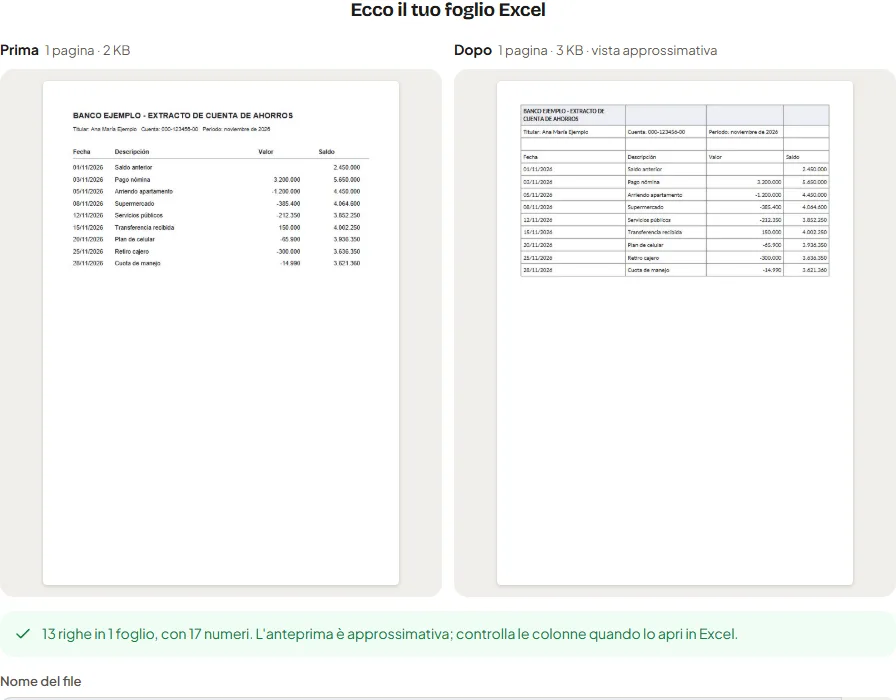 Ecco il tuo foglio Excel
Prima 1 pagina · 2 KB
BANCO EJEMPLO - EXTRACTO DE CUENTA DE AHORROS
Titular: Ana María Ejemplo Cuenta: 000-123456-00 Periodo: noviembre de 2026
Fecha Descripción Valor Saldo
01/11/2026 Saldo anterior 2.450.000
03/11/2026 Pago nómina 3.200.000 5.650.000
05/11/2026 Arriendo apartamento -1.200.000 4.450.000
08/11/2026 Supermercado -385.400 4.064.600
12/11/2026 Servicios públicos -212.350 3.852.250
15/11/2026 Transferencia recibida 150.000 4.002.250
20/11/2026 Plan de celular -65.900 3.936.350
25/11/2026 Retiro cajero -300.000 3.636.350
28/11/2026 Cuota de manejo -14.990 3.621.360
Dopo 1 pagina · 3 KB · vista approssimativa
BANCO EJEMPLO - EXTRACTO DE
CUENTA DE AHORROS
Titular: Ana María Ejemplo Cuenta: 000-123456-00 Periodo: noviembre de 2026
Fecha Descripción Valor Saldo
01/11/2026 Saldo anterior 2.450.000
03/11/2026 Pago nómina 3.200.000 5.650.000
05/11/2026 Arriendo apartamento -1.200.000 4.450.000
08/11/2026 Supermercado -385.400 4.064.600
12/11/2026 Servicios públicos -212.350 3.852.250
15/11/2026 Transferencia recibida 150.000 4.002.250
20/11/2026 Plan de celular -65.900 3.936.350
25/11/2026 Retiro cajero -300.000 3.636.350
28/11/2026 Cuota de manejo -14.990 3.621.360
13 righe in 1 foglio, con 17 numeri. L'anteprima è approssimativa; controlla le colonne quando lo apri in Excel.
Nome del file